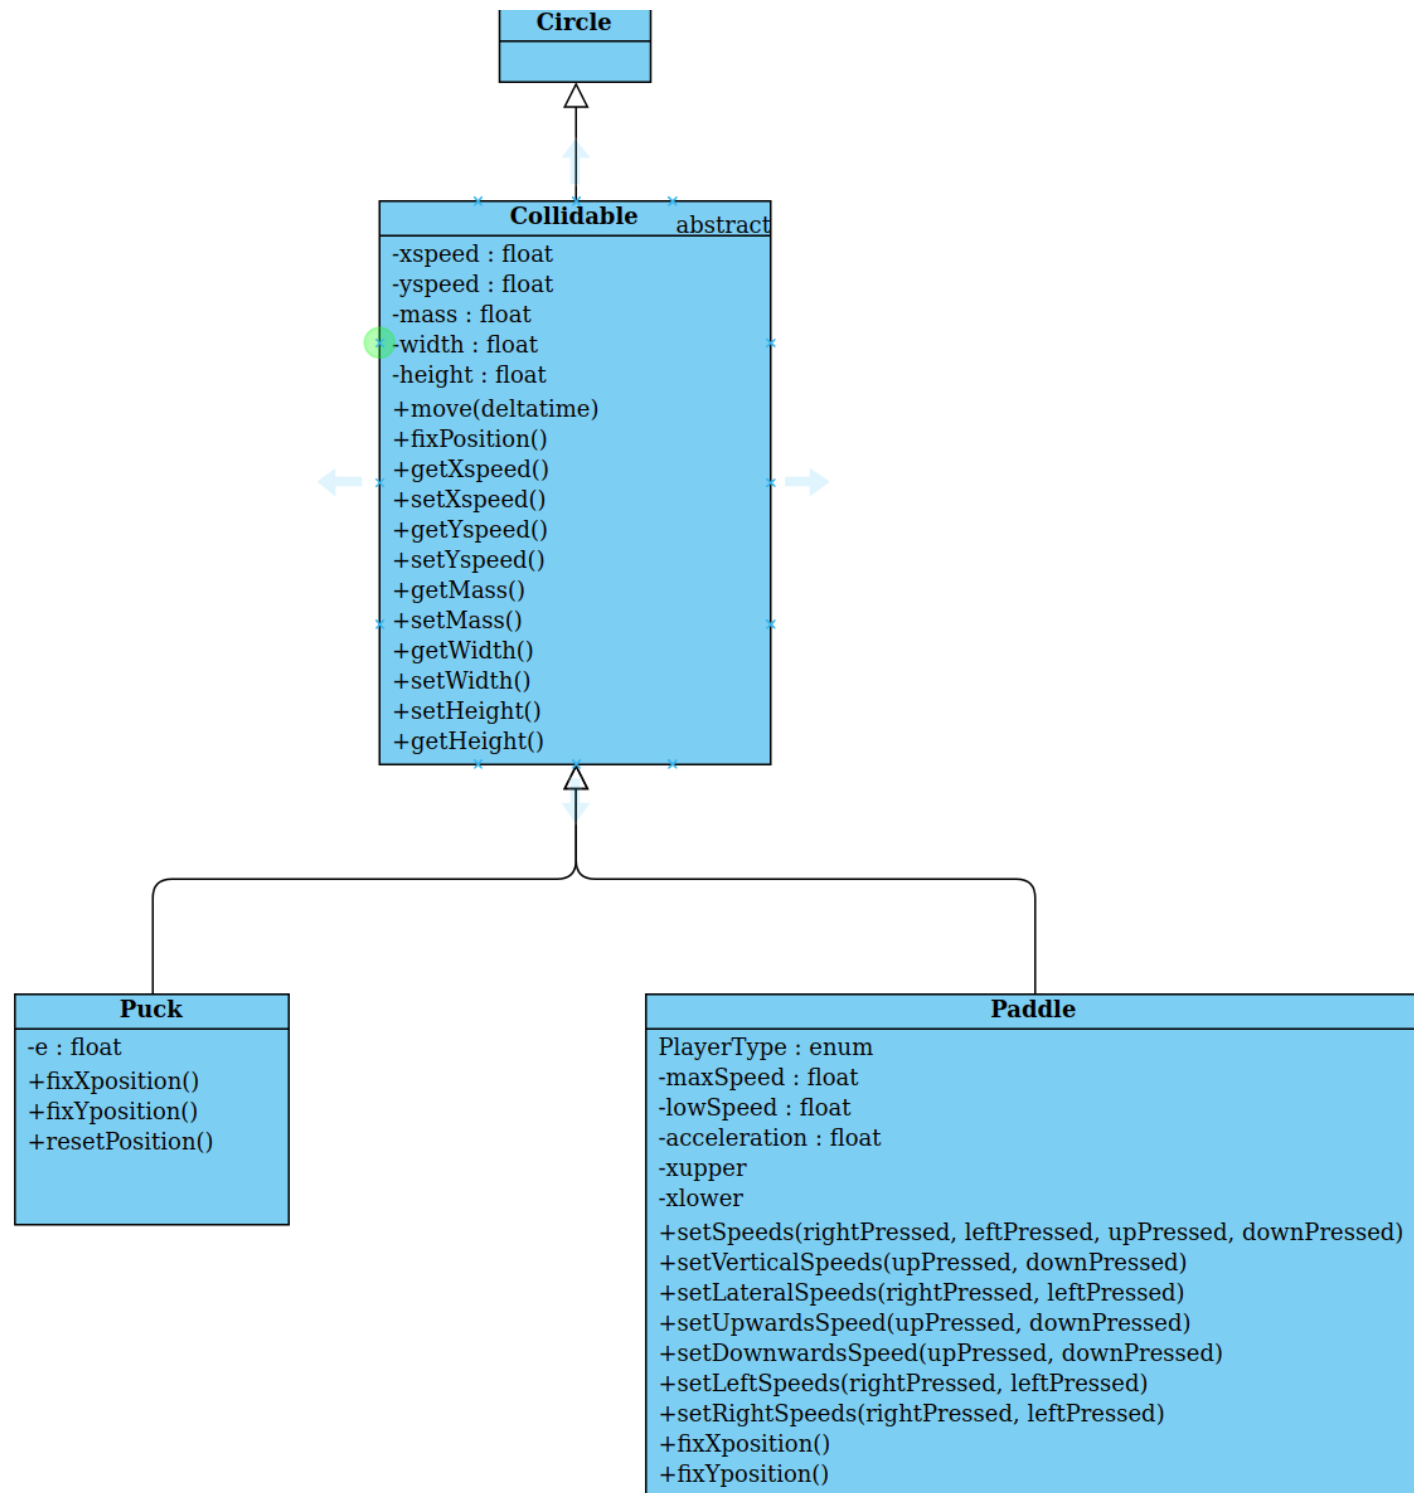 Circle
Collidable
abstract
-xspeed : float
-yspeed : float
-mass : float
-width : float
-height : float
+move(deltatime)
+fixPosition()
+getXspeed()
+setXspeed()
+getYspeed()
+setYspeed()
+getMass()
+setMass()
+getWidth()
+setWidth()
+setHeight()
+getHeight()
Puck
-e : float
+fixXposition()
+fixYposition()
+resetPosition()
Paddle
PlayerType : enum
-maxSpeed : float
-lowSpeed : float
-acceleration : float
-xupper
-xlower
+setSpeeds(rightPressed, leftPressed, upPressed, downPressed)
+setVerticalSpeeds(upPressed, downPressed)
+setLateralSpeeds(rightPressed, leftPressed)
+setUpwardsSpeed(upPressed, downPressed)
+setDownwardsSpeed(upPressed, downPressed)
+setLeftSpeeds(rightPressed, leftPressed)
+setRightSpeeds(rightPressed, leftPressed)
+fixXposition()
+fixYposition()